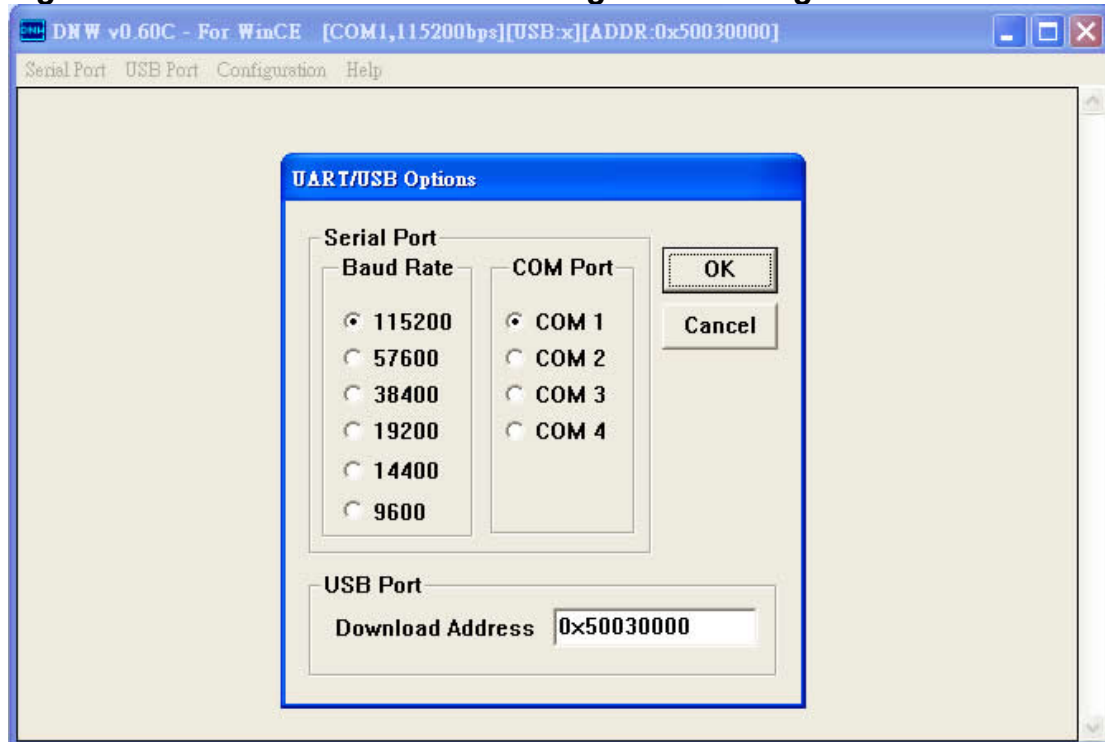 DNW v0.60C - For WinCE [COM1,115200bps][USB:x][ADDR:0x50030000]
Serial Port USB Port Configuration Help
UART/USB Options
Serial Port
Baud Rate COM Port
OK
115200 COM 1
Cancel
57600 COM 2
38400 COM 3
19200 COM 4
14400
9600
USB Port
Download Address 0x50030000